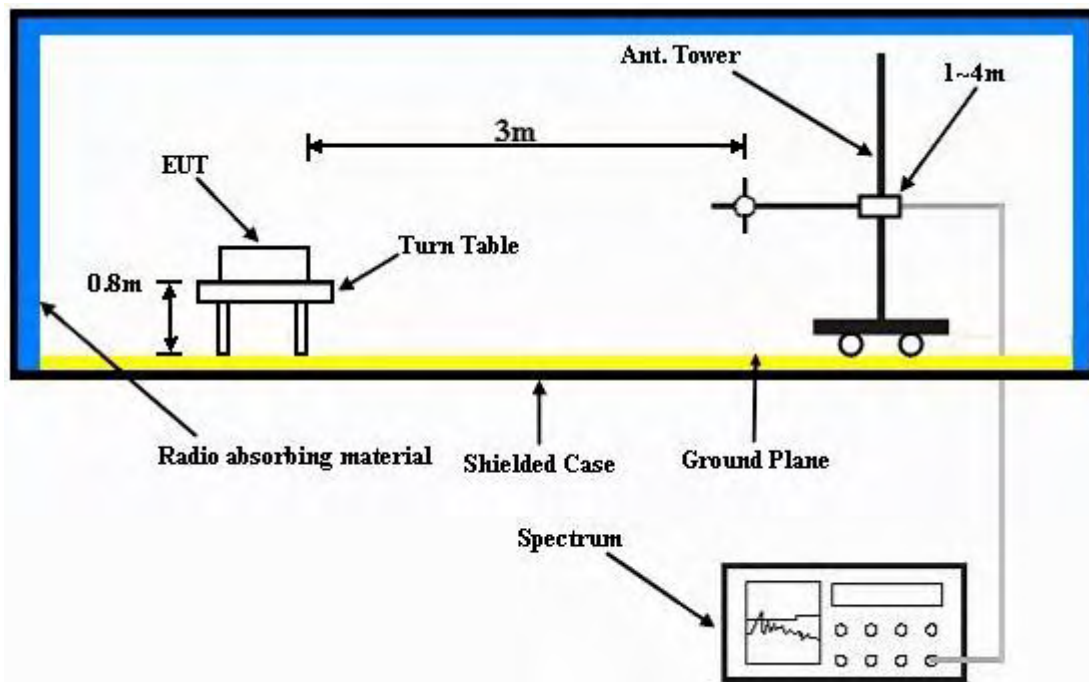 Ant. Tower
1~4m
3m
EUT
Turn Table
0.8m
Radio absorbing material
Shielded Case
Ground Plane
Spectrum